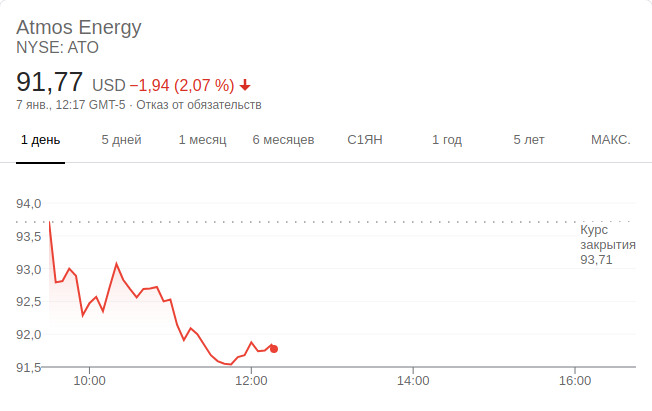 Atmos Energy
NYSE: ATO
91,77 USD −1,94 (2,07 %)
7 янв., 12:17 GMT-5 · Отказ от обязательств
1 день 5 дней 1 месяц 6 месяцев С1ЯН 1 год 5 лет МАКС.
94,0
Курс
93,5
закрытия
93,71
93,0
92,5
92,0
91,5
10:00 12:00 14:00 16:00